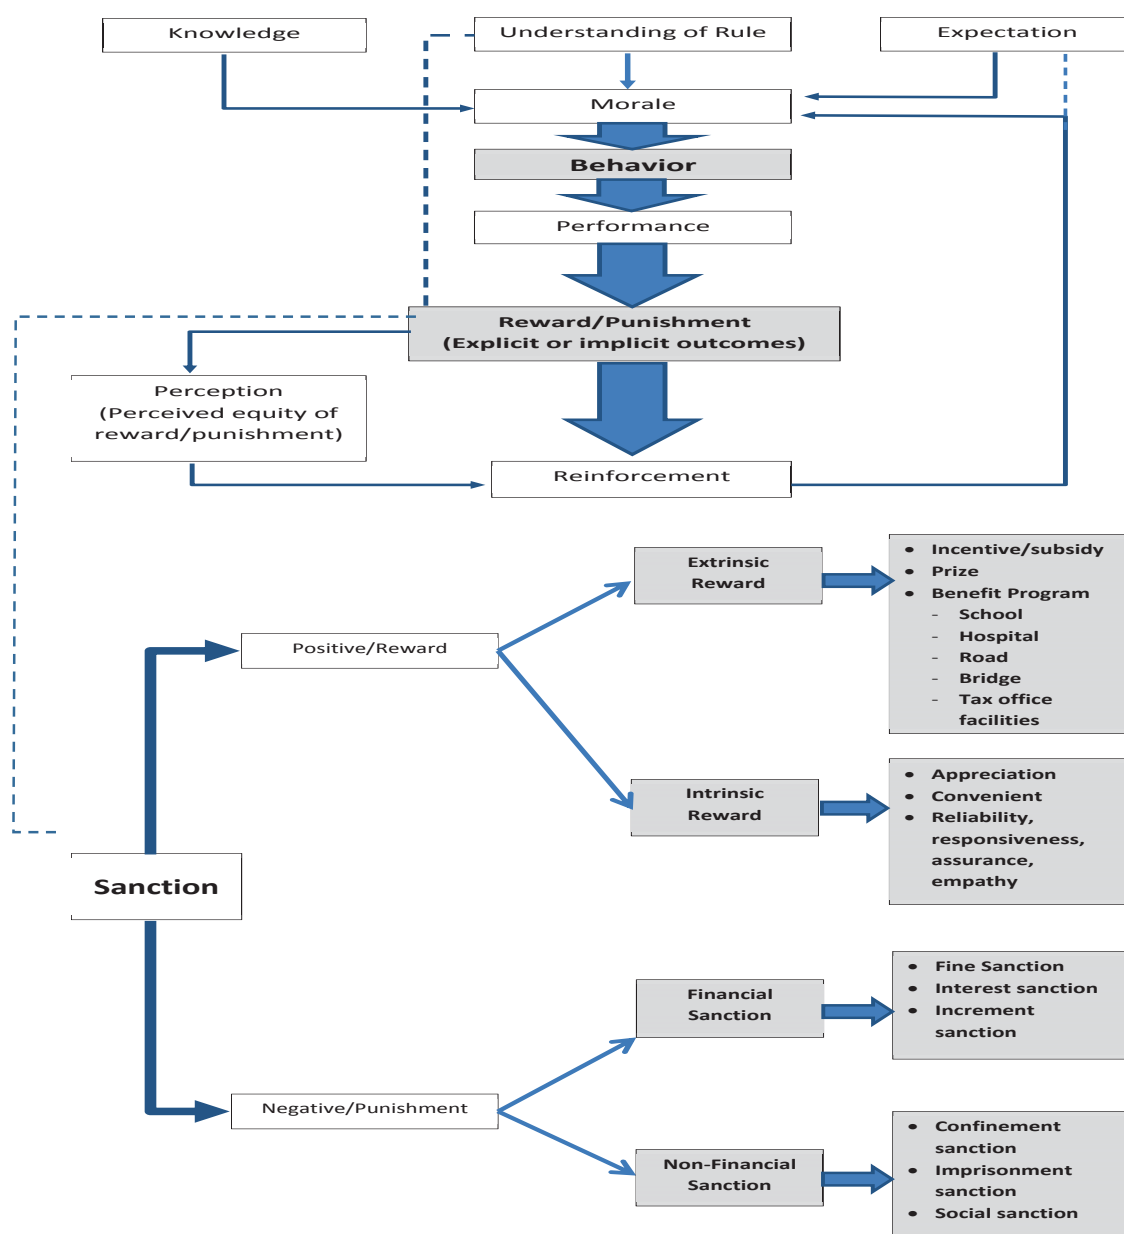 Knowledge
Understanding of Rule
Expectation
Morale
Behavior
Performance
Reward/Punishment
(Explicit or implicit outcomes)
Perception
(Perceived equity of
reward/punishment)
Reinforcement
Extrinsic
Reward
• Incentive/subsidy
• Prize
• Benefit Program
- School
- Hospital
- Road
- Bridge
- Tax office
facilities
Positive/Reward
Intrinsic
Reward
• Appreciation
• Convenient
• Reliability,
responsiveness,
assurance,
empathy
Sanction
Financial
Sanction
• Fine Sanction
• Interest sanction
• Increment
sanction
Negative/Punishment
Non-Financial
Sanction
• Confinement
sanction
• Imprisonment
sanction
• Social sanction